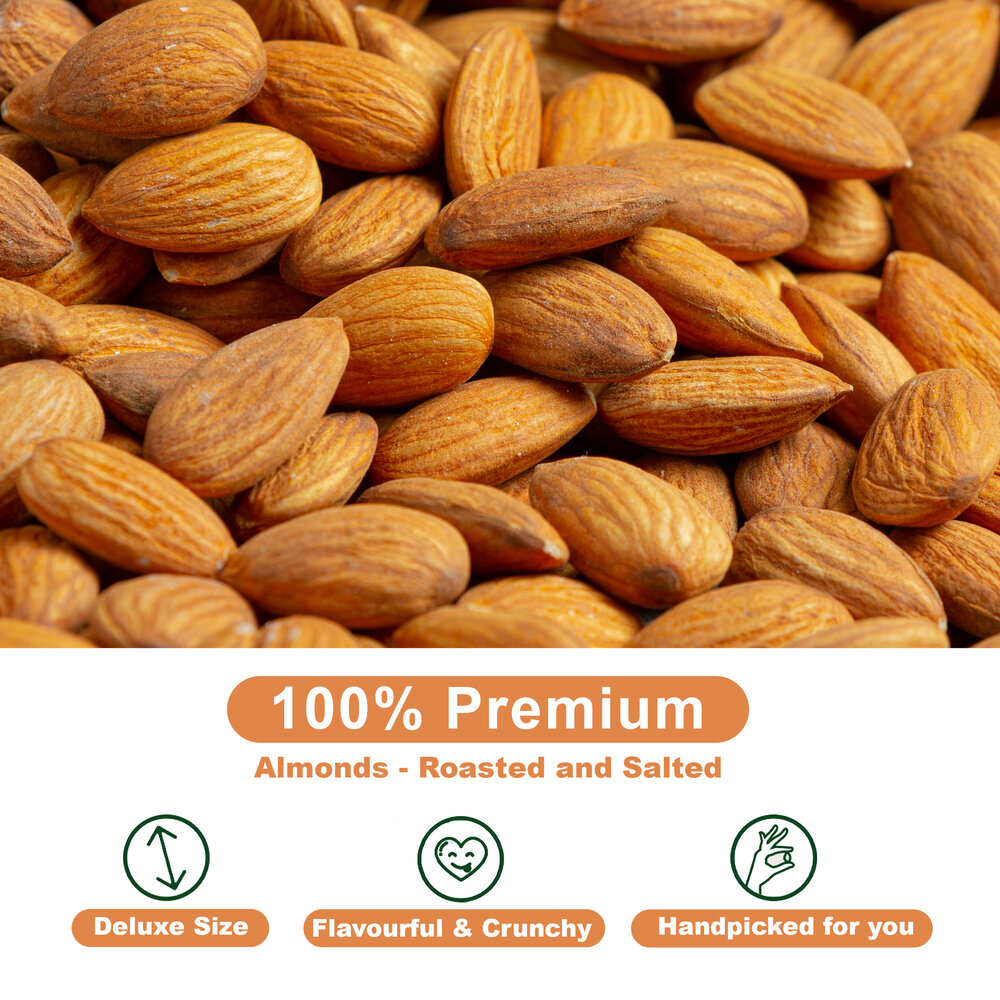 100% Premium
Almonds - Roasted and Salted
Deluxe Size
Flavourful & Crunchy
Handpicked for you